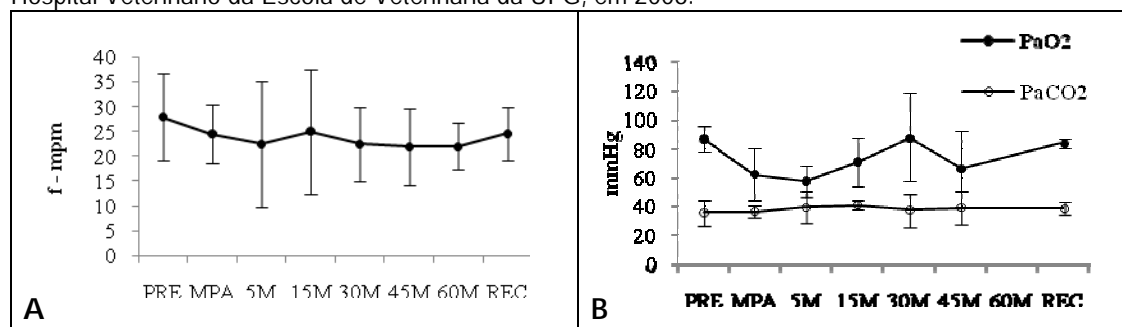 Hospital Veterinário da Escola de Veterinária da UFG, em 2008.
40
35
30
25
20
15
10
5
0
f - mpm
PRE MPA 5M 15M 30M 45M 60M REC
A
PaO2
PaCO2
140
120
100
80
60
40
20
0
mmHg
PRE MPA 5M 15M 30M 45M 60M REC
B